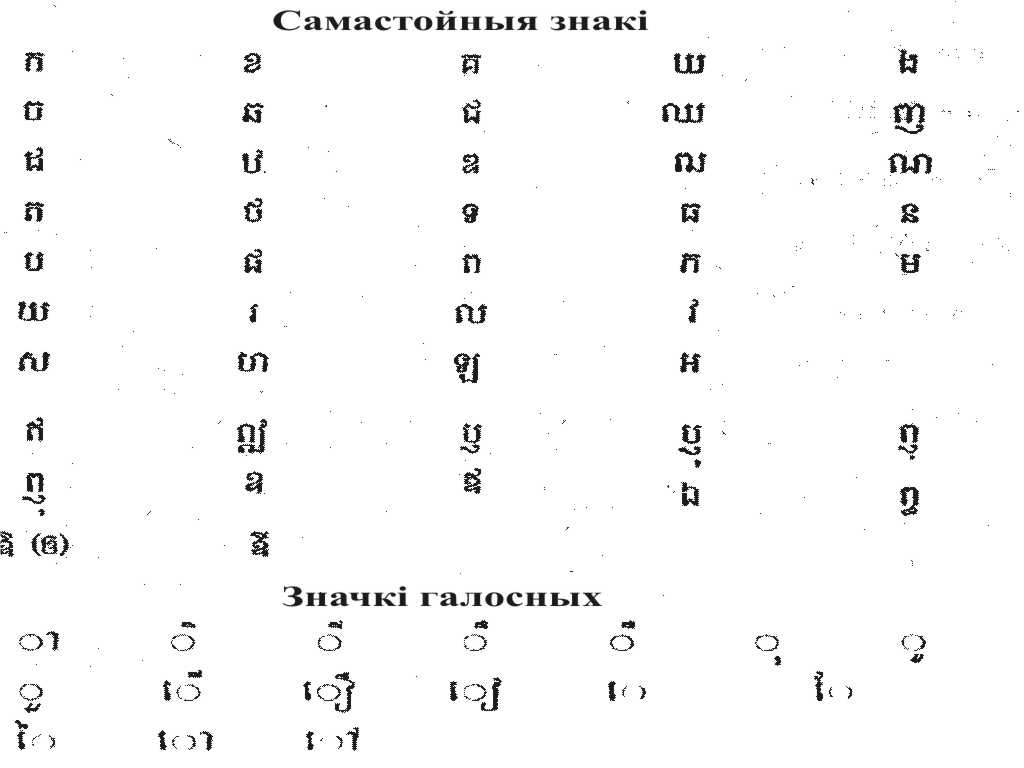 Самастойныя знакі
ក ខ គ ឃ ង
ច ឆ ជ ឈ ញ
ដ ឋ ឌ ឍ ណ
ត ថ ទ ធ ន
ប ផ ព ភ ម
យ រ ល វ
ស ហ ឡ អ
ឥ ឦ ឫ ឬ ឭ
ឮ ឧ ឪ ឯ ឰ
ឱ (ឲ) ឳ
Значкі галосных
ា ិ ី ឹ ឺ ុ ូ
ួ ើ ឿ ៀ េ ែ
ៃ ោ ៅ